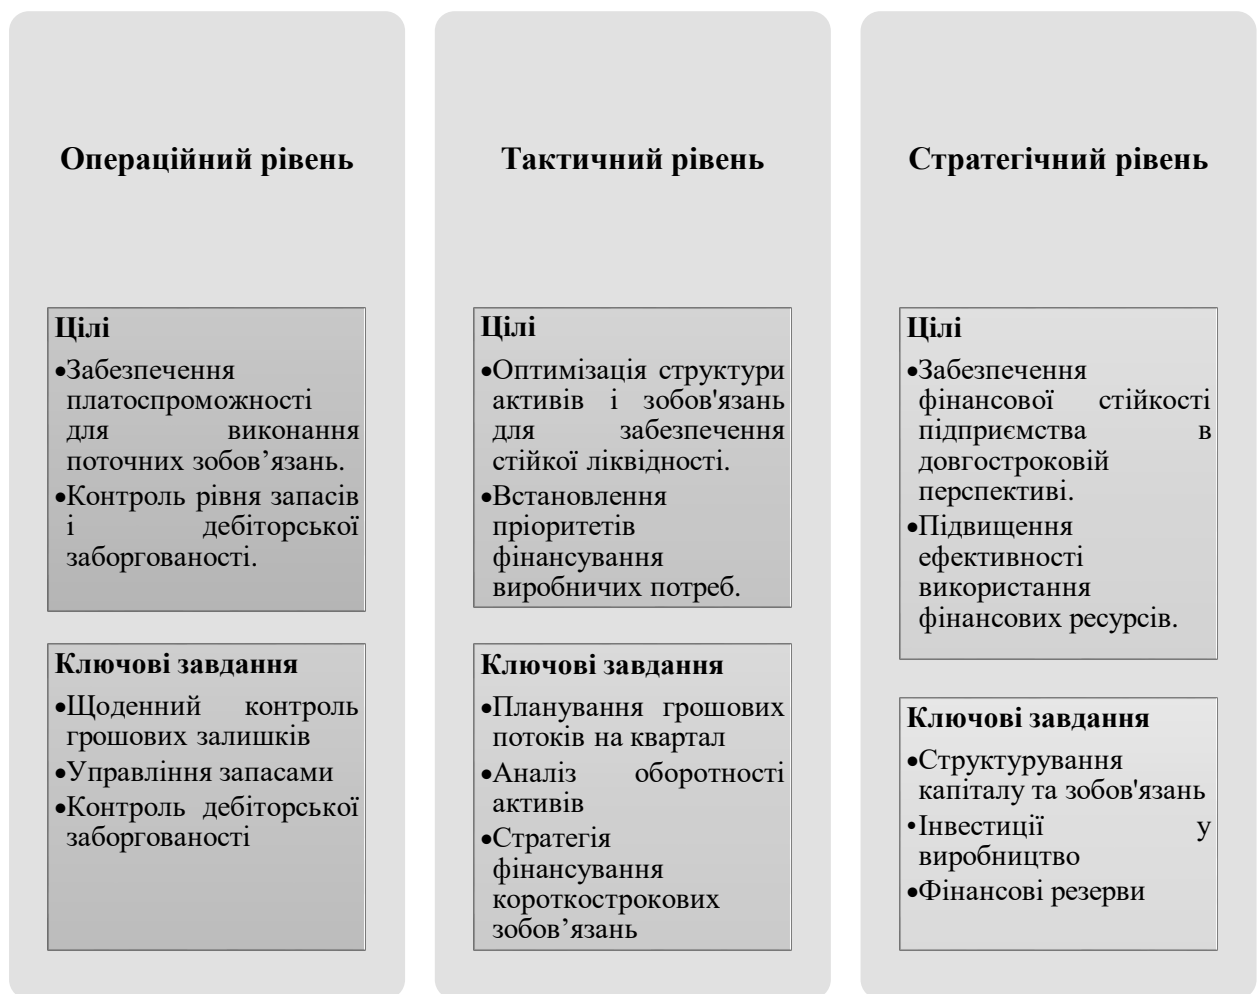 Операційний рівень
Цілі
•Забезпечення
платоспроможності
для виконання
поточних зобов’язань.
•Контроль рівня запасів
і дебіторської
заборгованості.
Ключові завдання
•Щоденний контроль
грошових залишків
•Управління запасами
•Контроль дебіторської
заборгованості
Тактичний рівень
Цілі
•Оптимізація структури
активів і зобов'язань
для забезпечення
стійкої ліквідності.
•Встановлення
пріоритетів
фінансування
виробничих потреб.
Ключові завдання
•Планування грошових
потоків на квартал
•Аналіз оборотності
активів
•Стратегія
фінансування
короткострокових
зобов’язань
Стратегічний рівень
Цілі
•Забезпечення
фінансової стійкості
підприємства в
довгостроковій
перспективі.
•Підвищення
ефективності
використання
фінансових ресурсів.
Ключові завдання
•Структурування
капіталу та зобов'язань
•Інвестиції у
виробництво
•Фінансові резерви